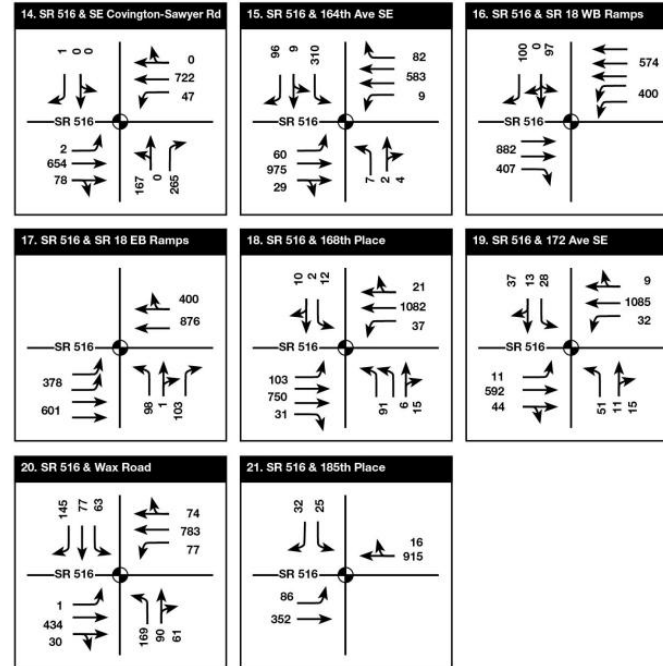 14. SR 516 & SE Covington-Sawyer Rd
1 0 0
0
722
47
SR 516
2
654
78
167 0 265
15. SR 516 & 164th Ave SE
96 9 310
82
583
9
SR 516
60
975
29
7 2 4
16. SR 516 & SR 18 WB Ramps
100 0 97
574
400
SR 516
882
407
17. SR 516 & SR 18 EB Ramps
400
876
SR 516
378
601
98 1 103
18. SR 516 & 168th Place
10 2 12
21
1082
37
SR 516
103
750
31
91 6 15
19. SR 516 & 172 Ave SE
37 13 28
9
1085
32
SR 516
11
592
44
51 11 15
20. SR 516 & Wax Road
145 77 63
74
783
77
SR 516
1
434
30
169 90 61
21. SR 516 & 185th Place
32 25
16
915
SR 516
86
352